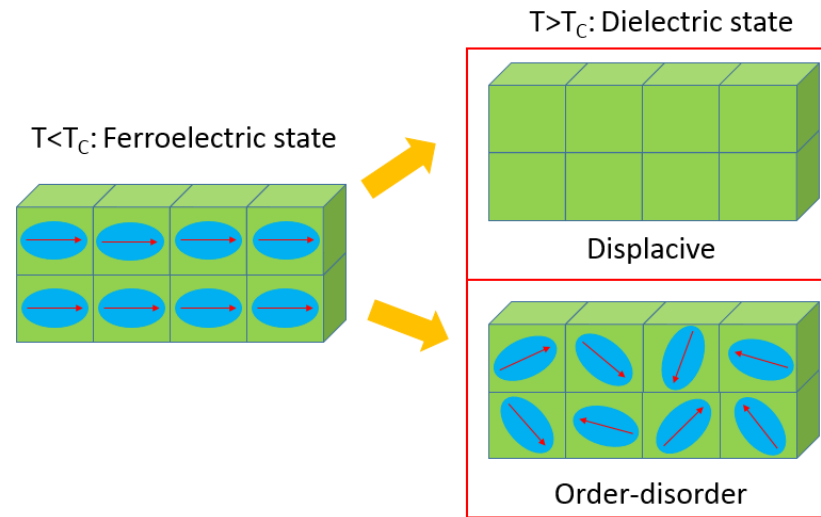 T>T_C: Dielectric state
T<T_C: Ferroelectric state
Displacive
Order-disorder